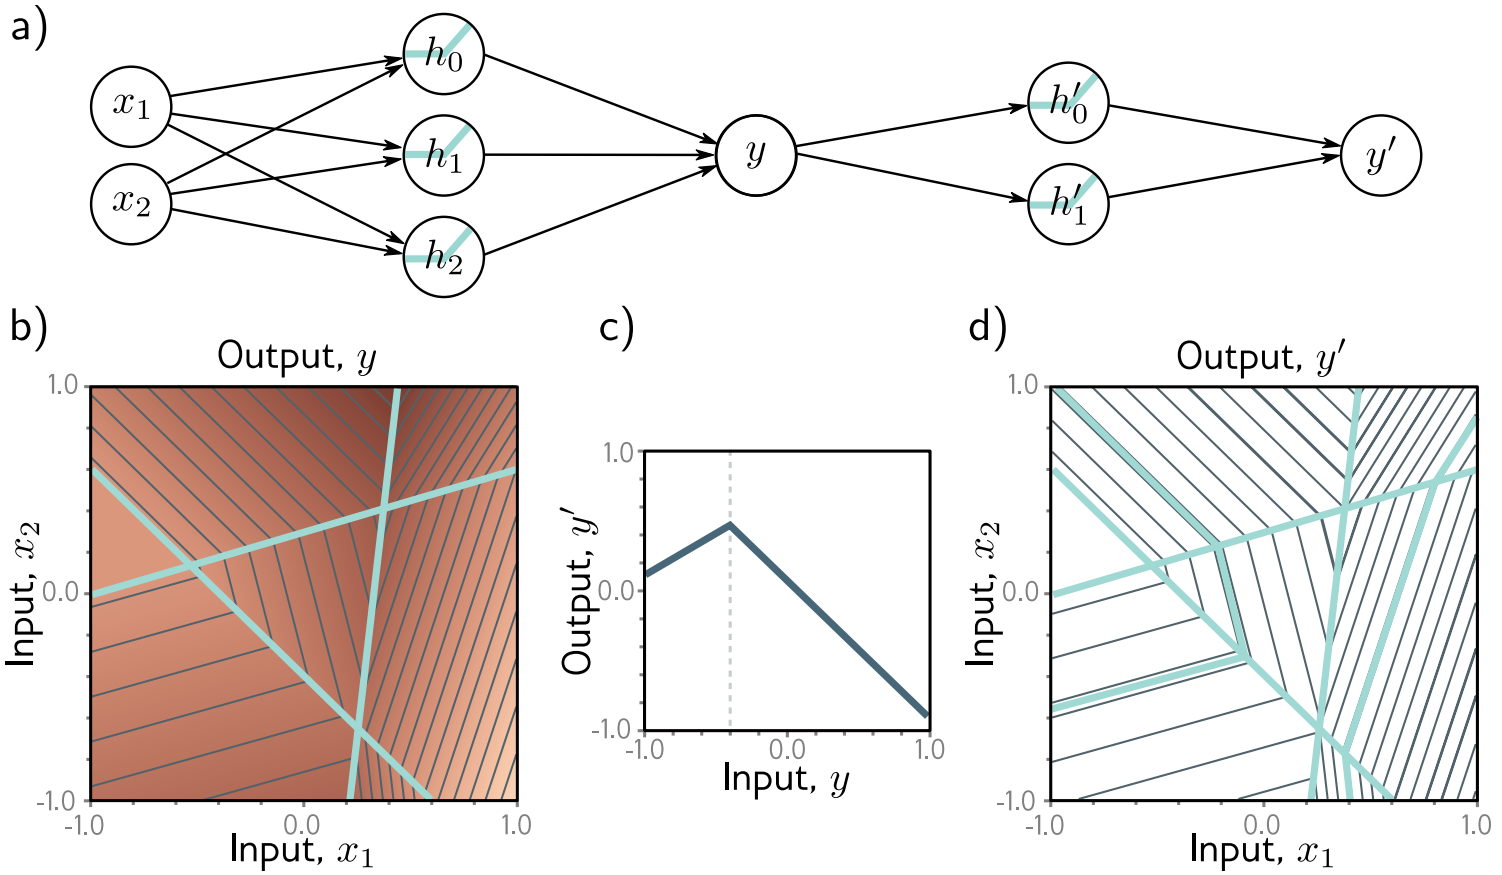 a)
x1
x2
h0
h1
h2
y
h′0
h′1
y′
b)
Output, y
1.0
0.0
-1.0
Input, x2
-1.0
0.0
1.0
Input, x1
c)
1.0
0.0
-1.0
Output, y′
-1.0
0.0
1.0
Input, y
d)
Output, y′
1.0
0.0
-1.0
Input, x2
-1.0
0.0
1.0
Input, x1